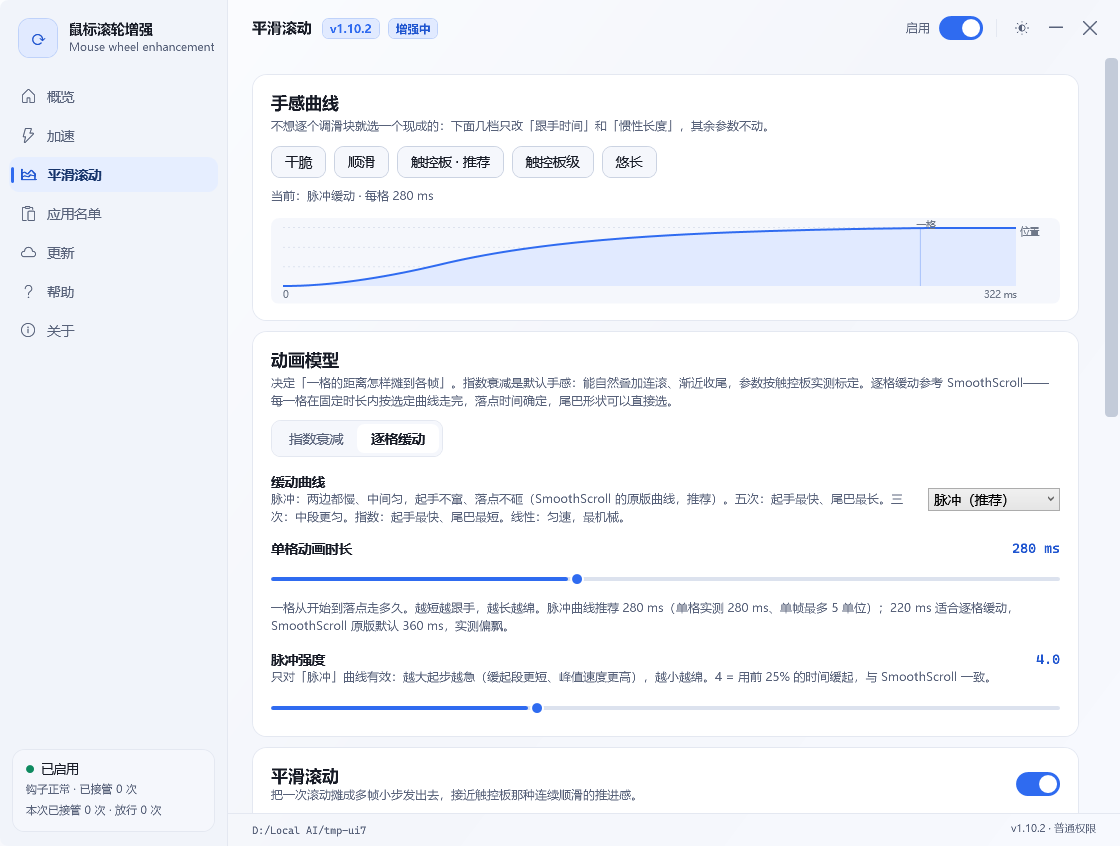 鼠标滚轮增强
Mouse wheel enhancement
概览
加速
平滑滚动
应用名单
更新
帮助
关于
已启用
钩子正常 · 已接管 0 次
本次已接管 0 次 · 放行 0 次
平滑滚动 v1.10.2 增强中
启用
手感曲线
不想逐个调滑块就选一个现成的：下面几档只改「跟手时间」和「惯性长度」，其余参数不动。
干脆 顺滑 触控板 · 推荐 触控板级 悠长
当前：脉冲缓动 · 每格 280 ms
一格
位置
0
322 ms
动画模型
决定「一格的距离怎样摊到各帧」。指数衰减是默认手感：能自然叠加连滚、渐近收尾，参数按触控板实测标定。逐格缓动参考 SmoothScroll——
每一格在固定时长内按选定曲线走完，落点时间确定，尾巴形状可以直接选。
指数衰减 逐格缓动
缓动曲线
脉冲：两边都慢、中间匀，起手不窜、落点不砸（SmoothScroll 的原版曲线，推荐）。五次：起手最快、尾巴最长。三
次：中段更匀。指数：起手最快、尾巴最短。线性：匀速，最机械。
脉冲（推荐）
单格动画时长
280 ms
一格从开始到落点走多久。越短越跟手，越长越绵。脉冲曲线推荐 280 ms（单格实测 280 ms、单帧最多 5 单位）；220 ms 适合逐格缓动，
SmoothScroll 原版默认 360 ms，实测偏飘。
脉冲强度
4.0
只对「脉冲」曲线有效：越大起步越急（缓起段更短、峰值速度更高），越小越绵。4 = 用前 25% 的时间缓起，与 SmoothScroll 一致。
平滑滚动
把一次滚动摊成多帧小步发出去，接近触控板那种连续顺滑的推进感。
D:/Local AI/tmp-ui7
v1.10.2 · 普通权限